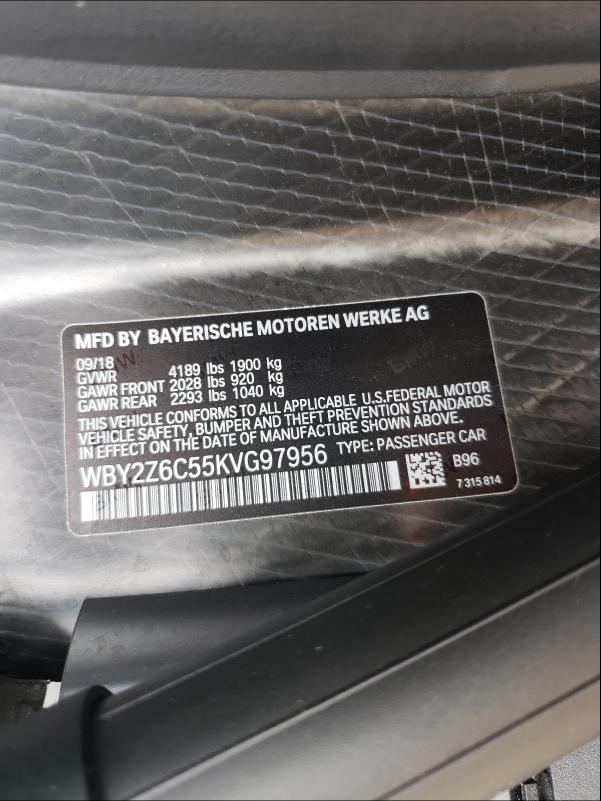 MFD BY BAYERISCHE MOTOREN WERKE AG
09/18
GVWR 4189 lbs 1900 kg
GAWR FRONT 2028 lbs 920 kg
GAWR REAR 2293 lbs 1040 kg
THIS VEHICLE CONFORMS TO ALL APPLICABLE U.S.FEDERAL MOTOR
VEHICLE SAFETY, BUMPER AND THEFT PREVENTION STANDARDS
IN EFFECT ON THE DATE OF MANUFACTURE SHOWN ABOVE.
WBY2Z6C55KVG97956 TYPE: PASSENGER CAR
B96
7 315 814